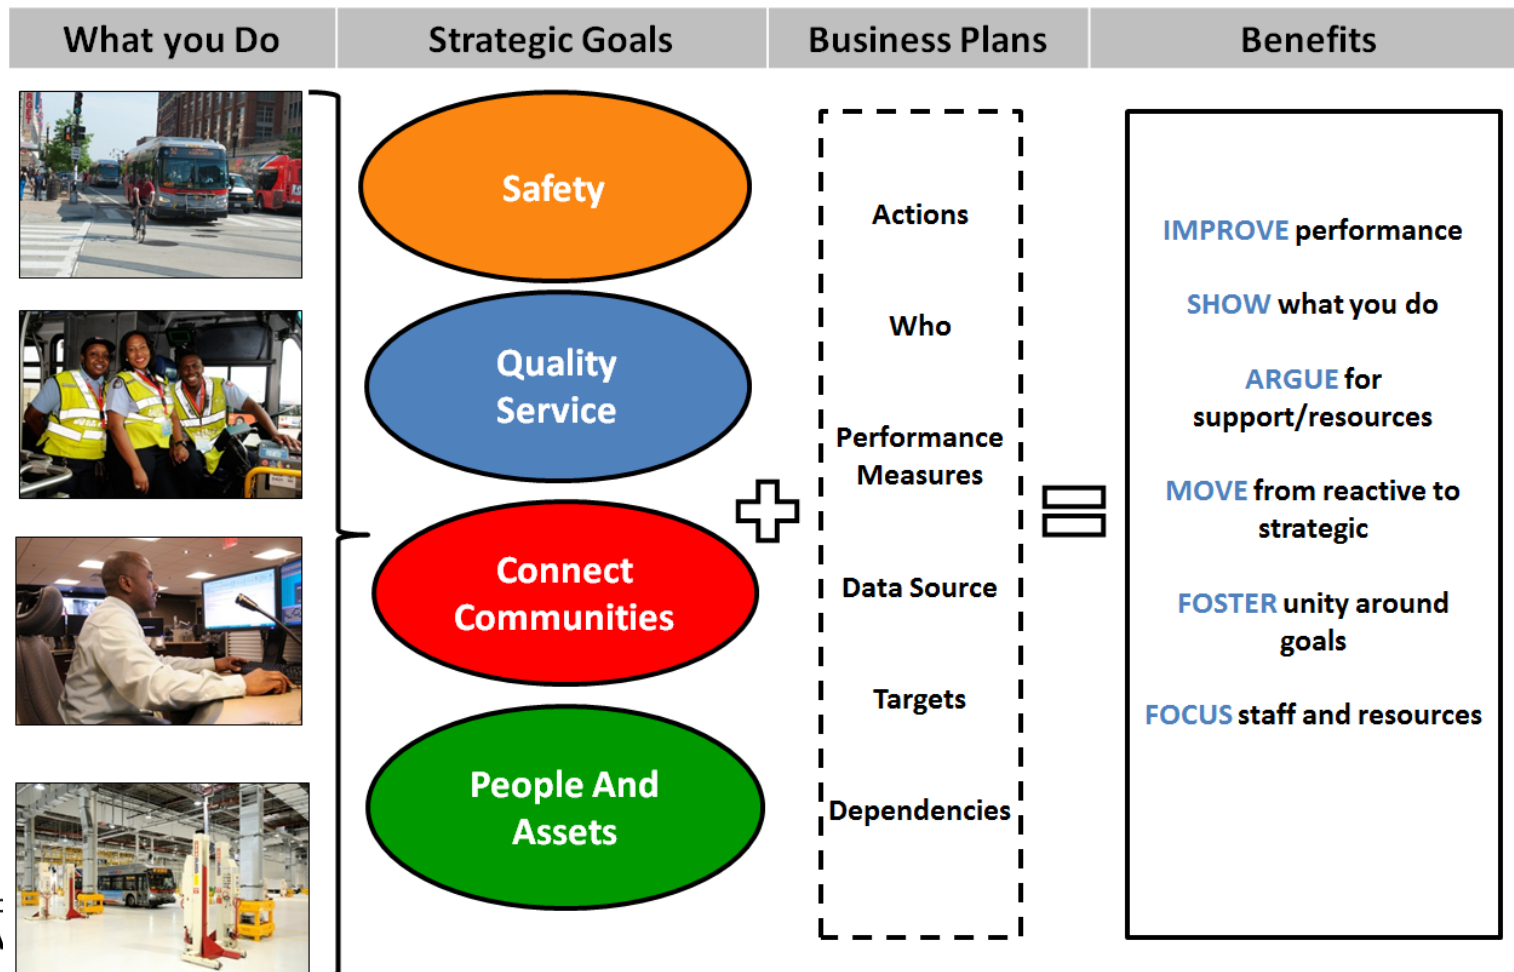 What you Do
Strategic Goals
Business Plans
Benefits
Safety
Quality
Service
Connect
Communities
People And
Assets
Actions
Who
Performance
Measures
Data Source
Targets
Dependencies
IMPROVE performance
SHOW what you do
ARGUE for
support/resources
MOVE from reactive to
strategic
FOSTER unity around
goals
FOCUS staff and resources